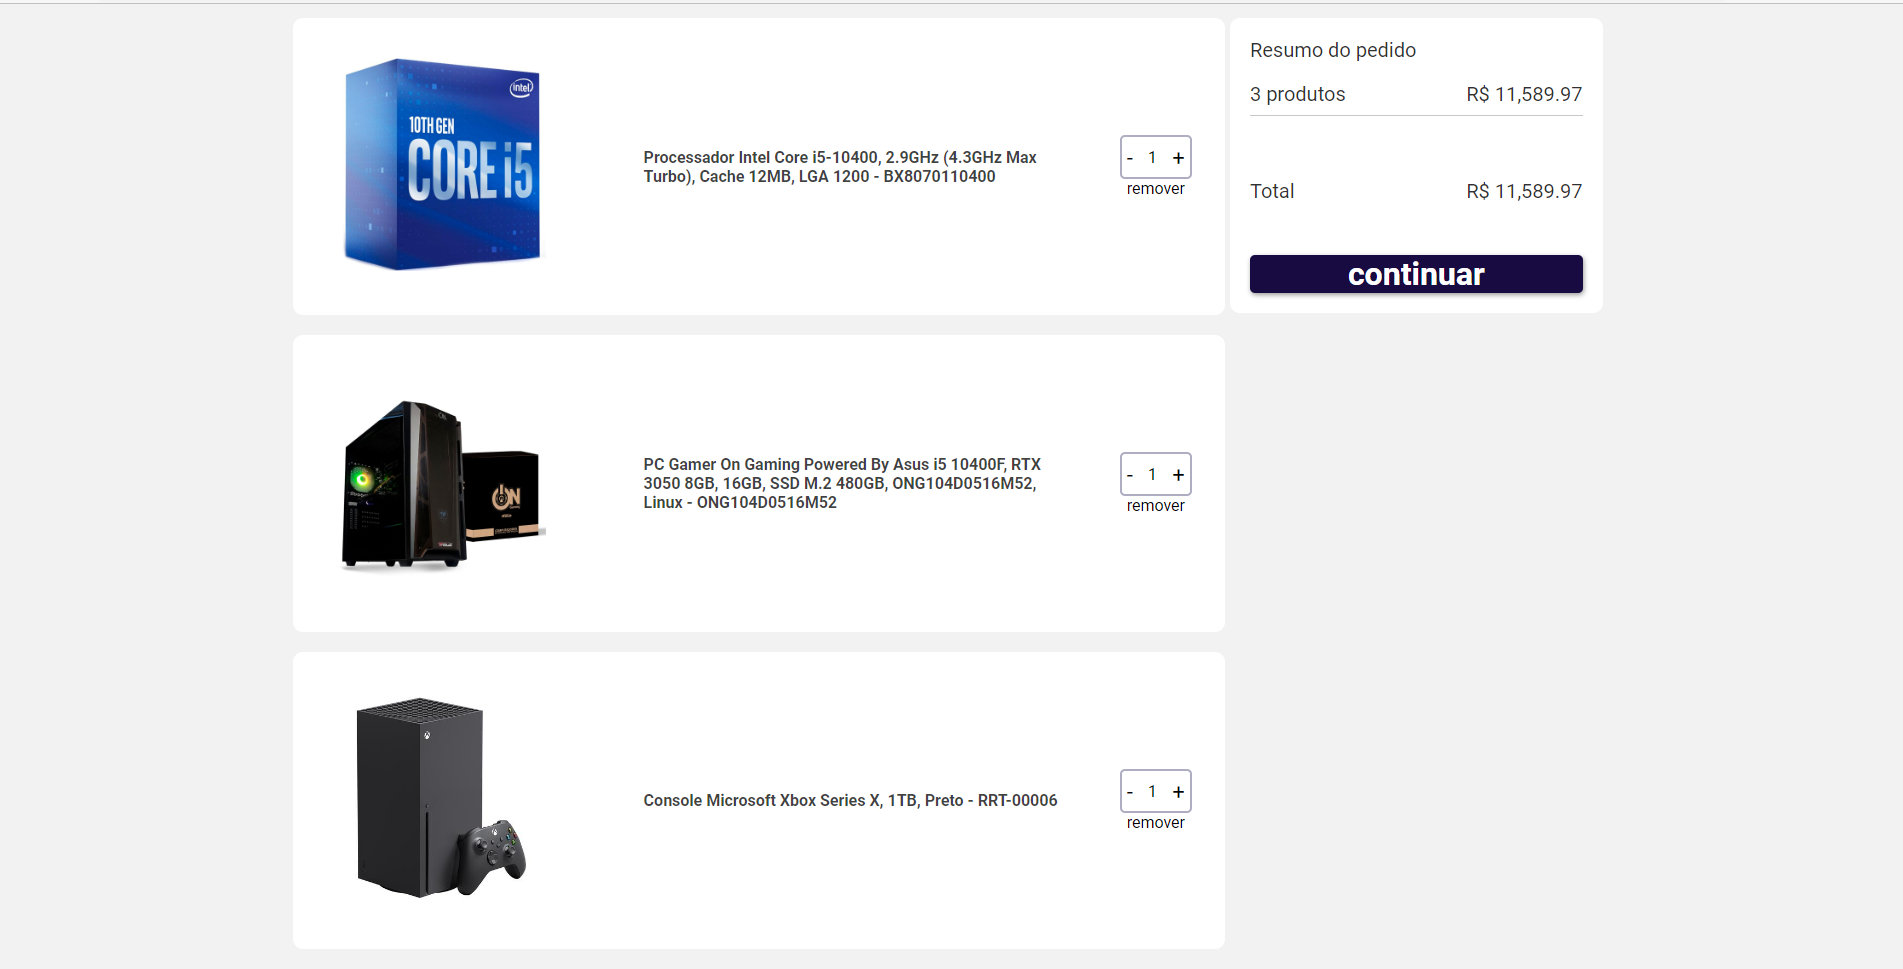 intel
10TH GEN
CORE i5
Processador Intel Core i5-10400, 2.9GHz (4.3GHz Max
Turbo), Cache 12MB, LGA 1200 - BX8070110400
- 1 +
remover
Resumo do pedido
3 produtos R$ 11,589.97
Total R$ 11,589.97
continuar
ON
PC Gamer On Gaming Powered By Asus i5 10400F, RTX
3050 8GB, 16GB, SSD M.2 480GB, ONG104D0516M52,
Linux - ONG104D0516M52
- 1 +
remover
Console Microsoft Xbox Series X, 1TB, Preto - RRT-00006
- 1 +
remover